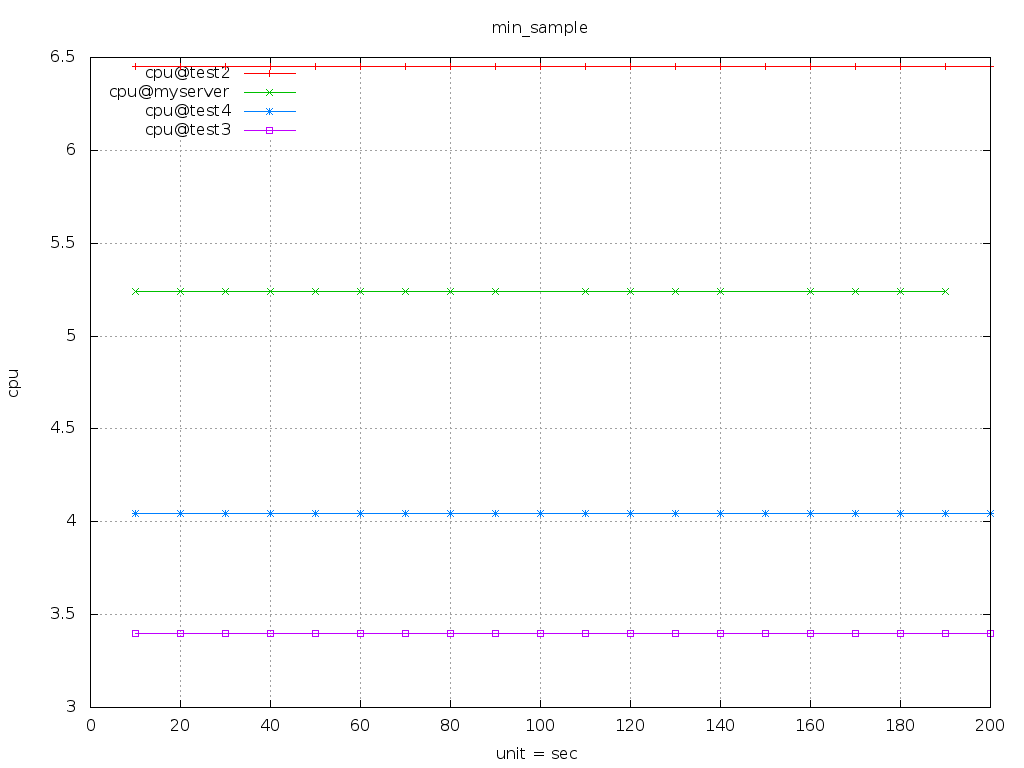 min_sample
6.5
cpu@test2
cpu@myserver
cpu@test4
cpu@test3
6
5.5
5
cpu
4.5
4
3.5
3
0 20 40 60 80 100 120 140 160 180 200
unit = sec